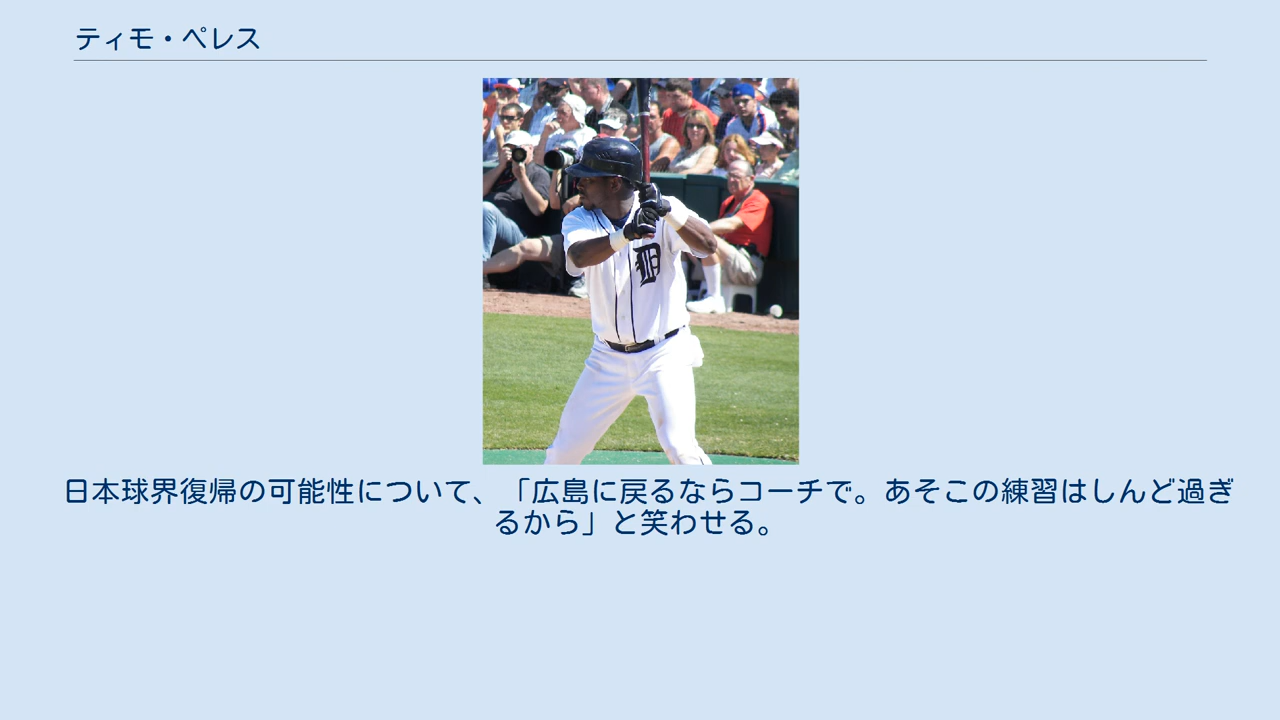 ティモ・ペレス
D
日本球界復帰の可能性について、「広島に戻るならコーチで。あそこの練習はしんど過ぎ
るから」と笑わせる。